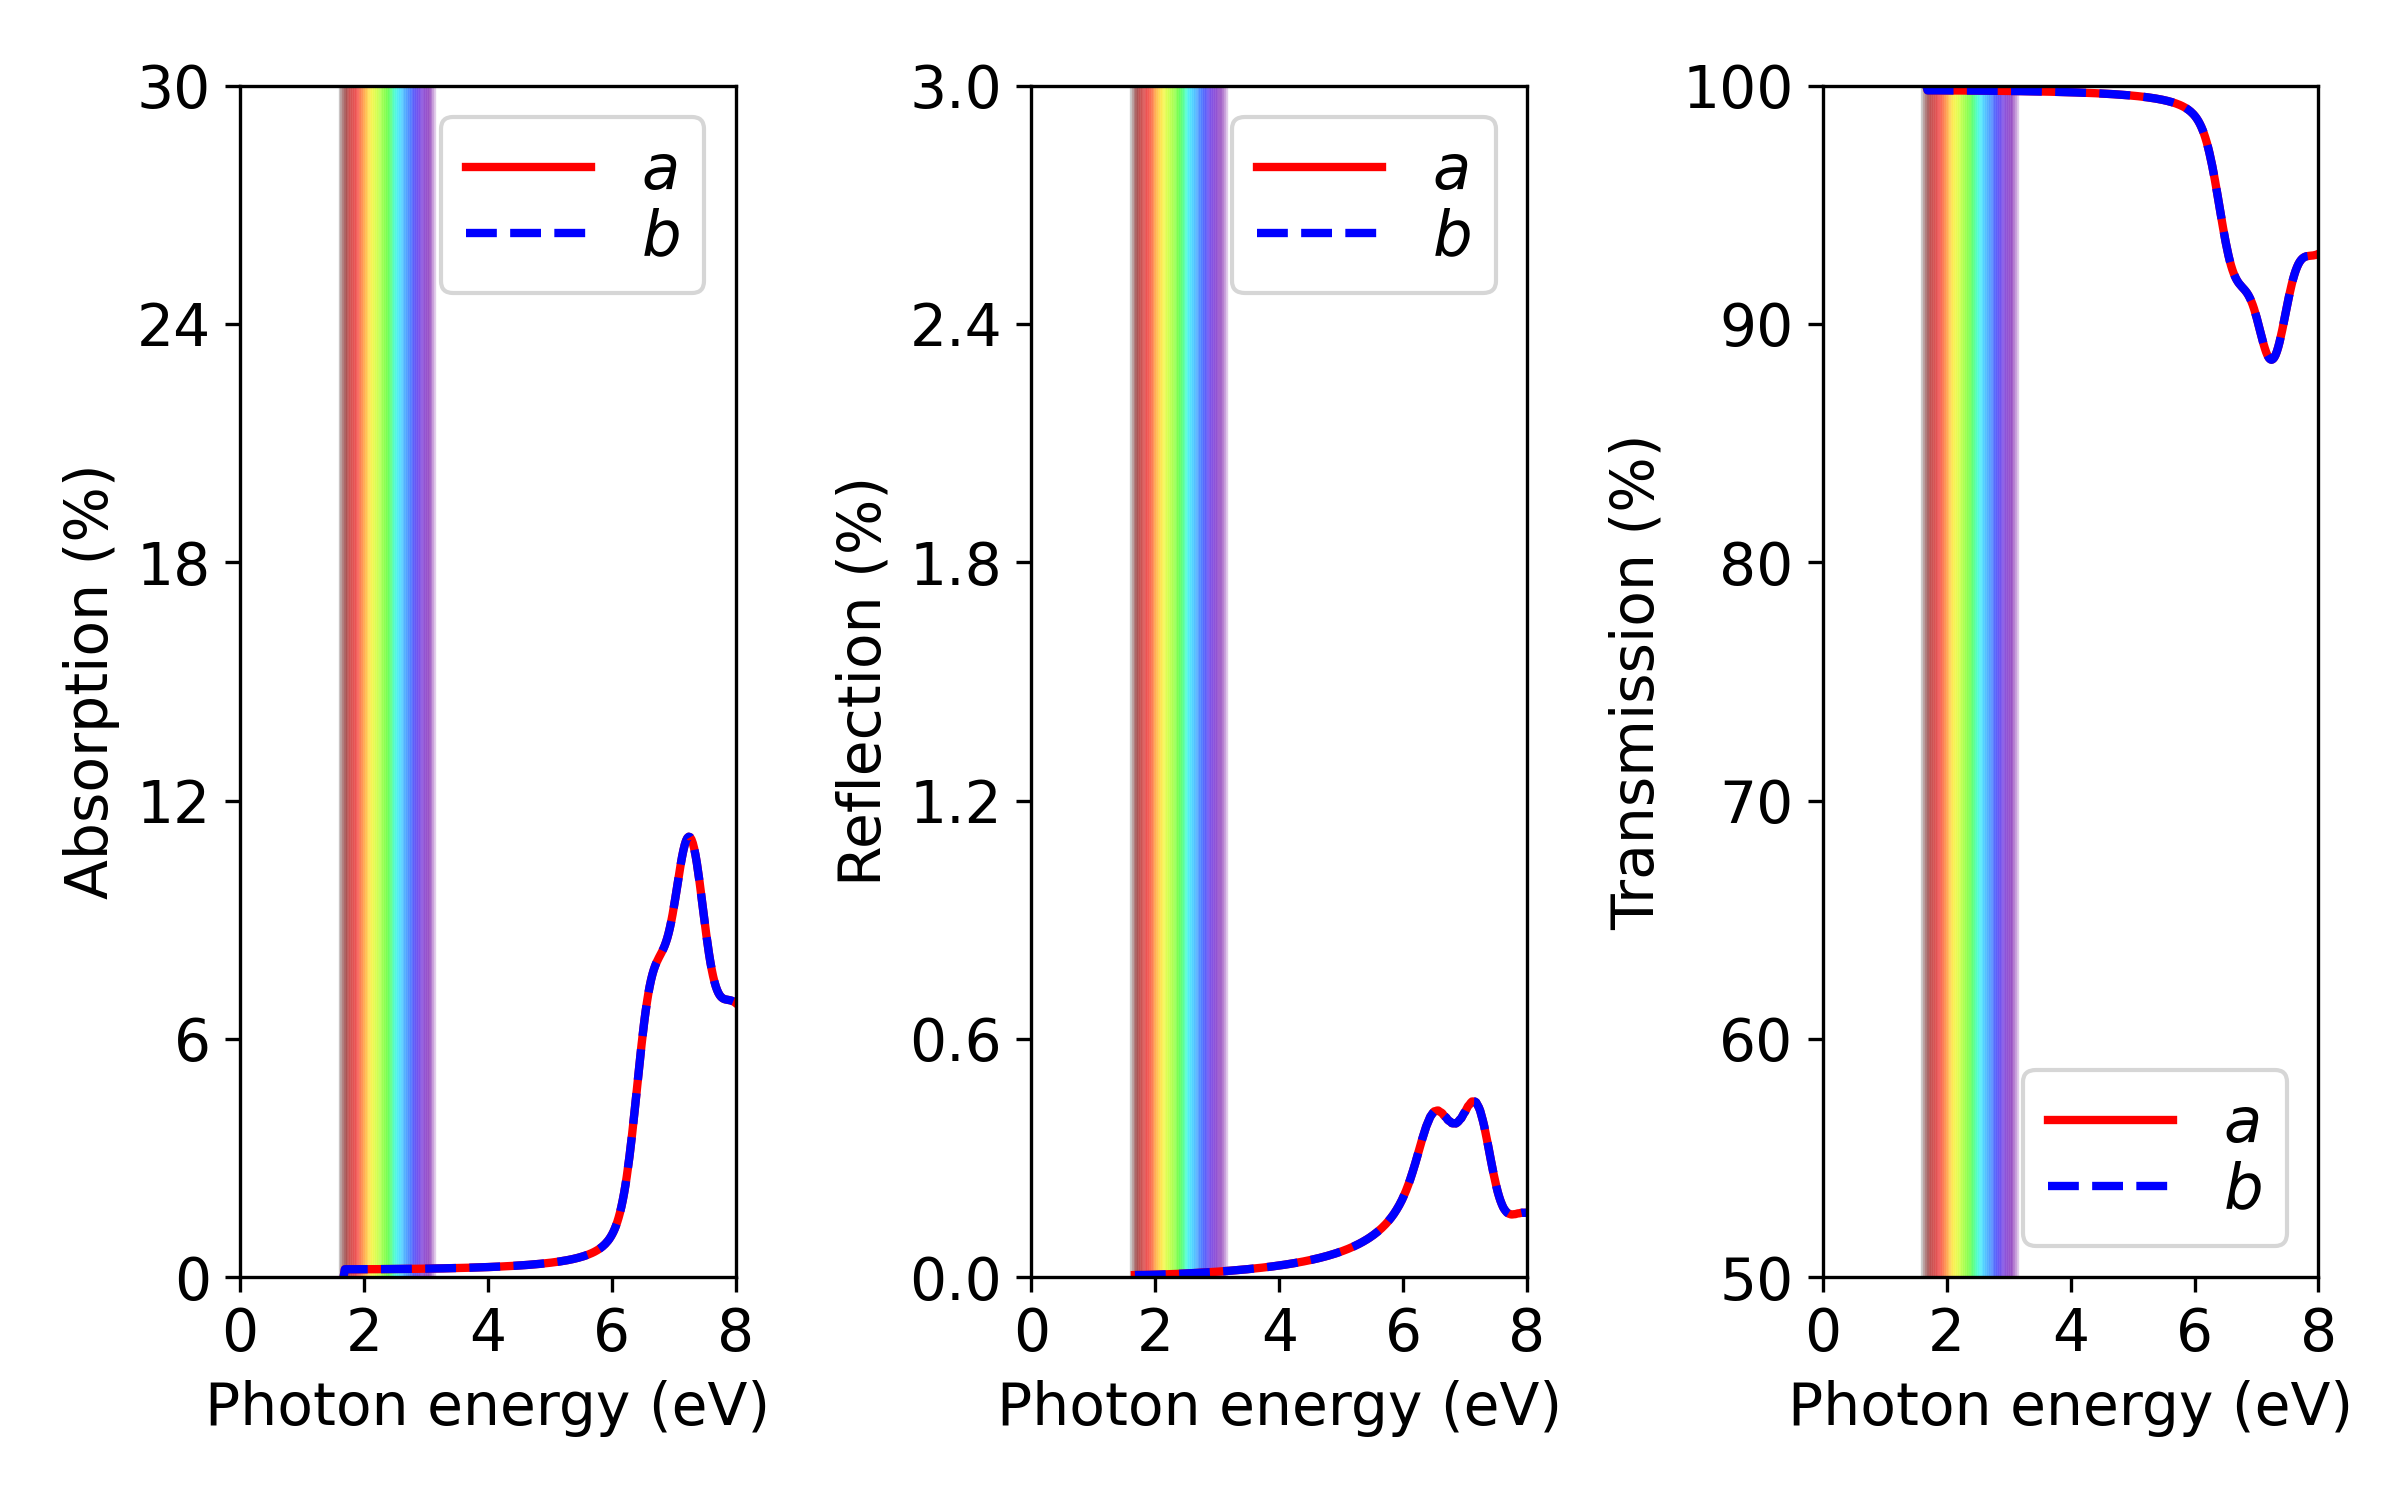 Absorption (%)
30
24
18
12
6
0
0 2 4 6 8
Photon energy (eV)
a
b
Reflection (%)
3.0
2.4
1.8
1.2
0.6
0.0
0 2 4 6 8
Photon energy (eV)
a
b
Transmission (%)
100
90
80
70
60
50
0 2 4 6 8
Photon energy (eV)
a
b